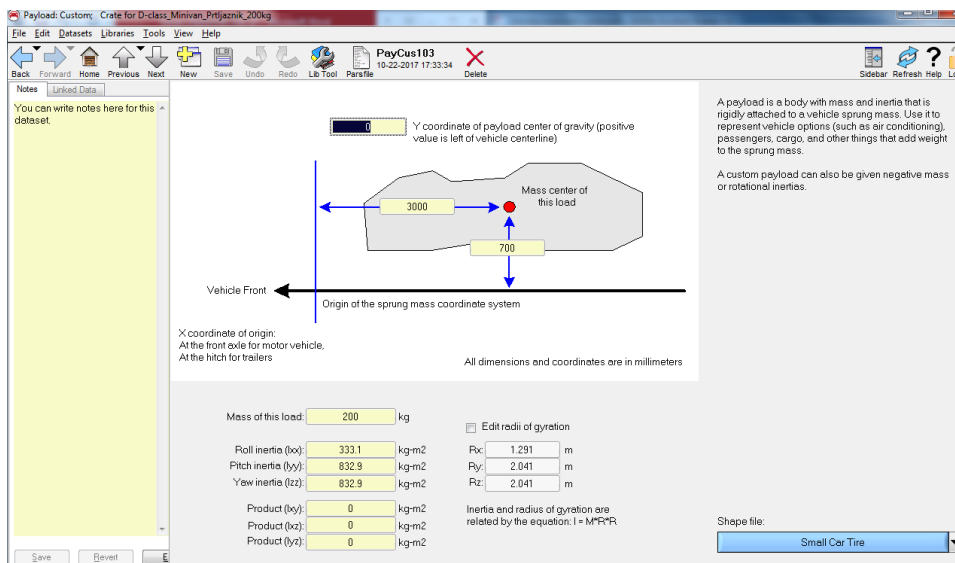 Payload: Custom; Crate for D-class_Minivan_Prtljaznik_200kg
File Edit Datasets Libraries Tools View Help
Back Forward Home Previous Next New Save Undo Redo Lib Tool Parsfile
PayCus103
10-22-2017 17:33:34
Delete
Sidebar Refresh Help
Notes Linked Data
You can write notes here for this
dataset.
0
Y coordinate of payload center of gravity (positive
value is left of vehicle centerline)
Mass center of
this load
3000
700
Vehicle Front
Origin of the sprung mass coordinate system
X coordinate of origin:
At the front axle for motor vehicle,
At the hitch for trailers
All dimensions and coordinates are in millimeters
A payload is a body with mass and inertia that is
rigidly attached to a vehicle sprung mass. Use it to
represent vehicle options (such as air conditioning),
passengers, cargo, and other things that add weight
to the sprung mass.
A custom payload can also be given negative mass
or rotational inertias.
Mass of this load: 200 kg
Roll inertia (Ixx): 333.1 kg-m2
Pitch inertia (Iyy): 832.9 kg-m2
Yaw inertia (Izz): 832.9 kg-m2
Product (Ixy): 0 kg-m2
Product (Ixz): 0 kg-m2
Product (Iyz): 0 kg-m2
Edit radii of gyration
Rx: 1.291 m
Ry: 2.041 m
Rz: 2.041 m
Inertia and radius of gyration are
related by the equation: I = M*R*R
Shape file:
Small Car Tire
Save Revert E